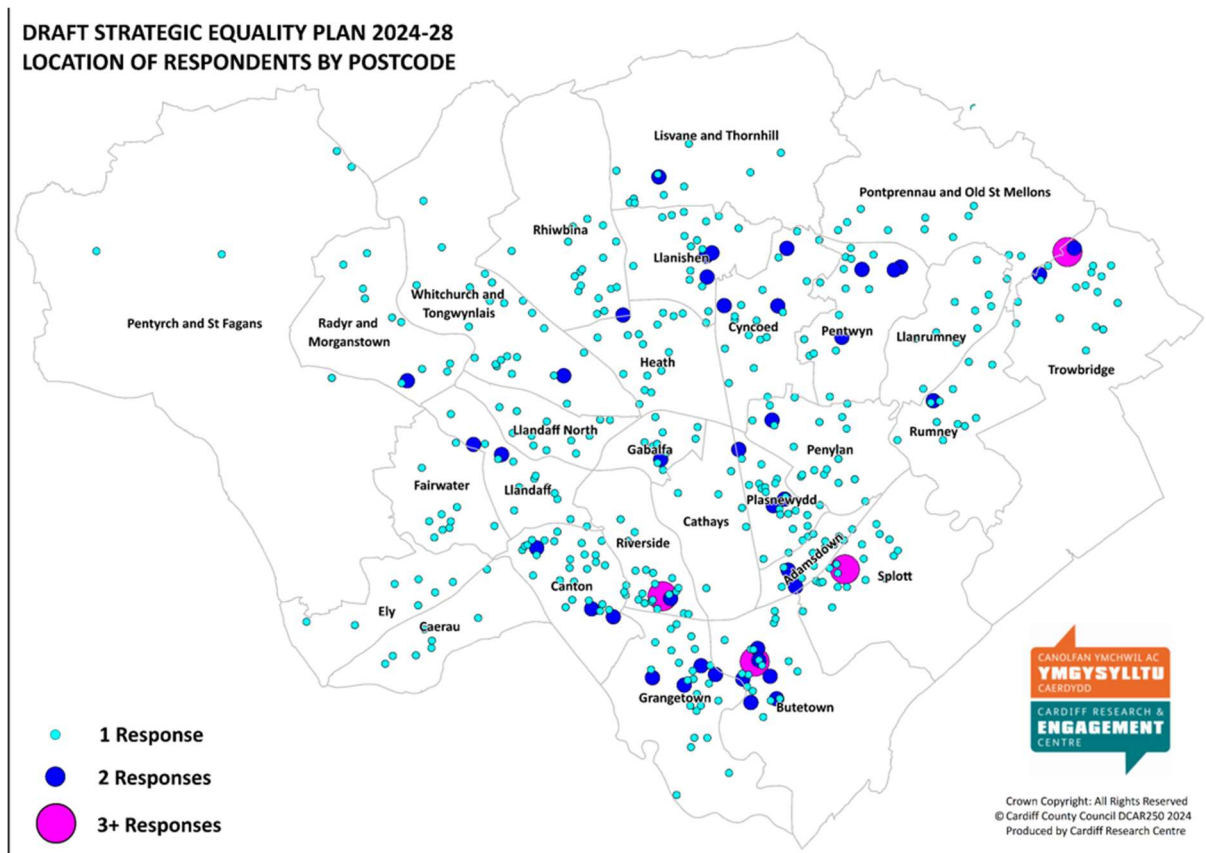 DRAFT STRATEGIC EQUALITY PLAN 2024-28
LOCATION OF RESPONDENTS BY POSTCODE
Lisvane and Thornhill
Pontprennau and Old St Mellons
Rhiwbina
Llanishen
Whitchurch and
Tongwynlais
Pentyrch and St Fagans
Radyr and
Morganstown
Cyncoed
Pentwyn
Llanrumney
Heath
Trowbridge
Llandaff North
Gabalfa
Penylan
Rumney
Fairwater
Llandaff
Plasnewydd
Cathays
Riverside
Adamsdown
Splott
Canton
Ely
Caerau
Grangetown
Butetown
1 Response
2 Responses
3+ Responses
CANOLFAN YMCHWIL AC
YMGYSYLLTU
CAERDYDD
CARDIFF RESEARCH &
ENGAGEMENT
CENTRE
Crown Copyright: All Rights Reserved
© Cardiff County Council DCAR250 2024
Produced by Cardiff Research Centre